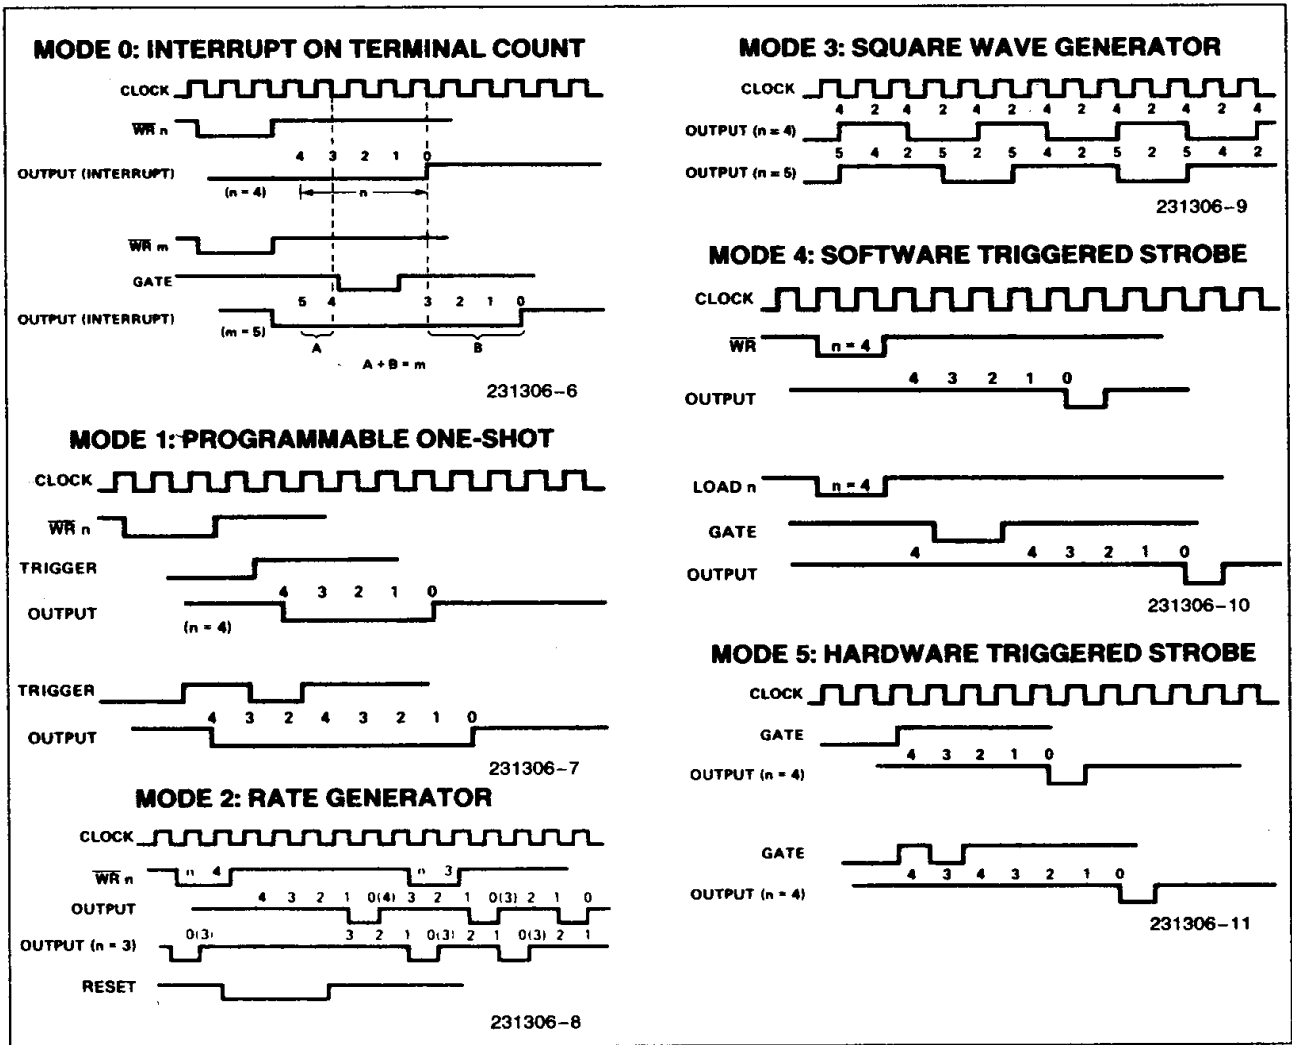 MODE 0: INTERRUPT ON TERMINAL COUNT
CLOCK
WR n
4 3 2 1 0
OUTPUT (INTERRUPT)
(n = 4)
n
WR m
GATE
5 4 3 2 1 0
OUTPUT (INTERRUPT)
(m = 5)
A
B
A + B = m
231306-6
MODE 1: PROGRAMMABLE ONE-SHOT
CLOCK
WR n
TRIGGER
4 3 2 1 0
OUTPUT
(n = 4)
TRIGGER
4 3 2 4 3 2 1 0
OUTPUT
231306-7
MODE 2: RATE GENERATOR
CLOCK
WR n
n 4
n 3
4 3 2 1 0(4) 3 2 1 0(3) 2 1 0
OUTPUT
0(3) 3 2 1 0(3) 2 1 0(3) 2 1
OUTPUT (n = 3)
RESET
231306-8
MODE 3: SQUARE WAVE GENERATOR
CLOCK
4 2 4 2 4 2 4 2 4 2 4 2 4
OUTPUT (n = 4)
5 4 2 5 2 5 4 2 5 2 5 4 2
OUTPUT (n = 5)
231306-9
MODE 4: SOFTWARE TRIGGERED STROBE
CLOCK
WR
n = 4
4 3 2 1 0
OUTPUT
LOAD n
n = 4
GATE
4 4 3 2 1 0
OUTPUT
231306-10
MODE 5: HARDWARE TRIGGERED STROBE
CLOCK
GATE
4 3 2 1 0
OUTPUT (n = 4)
GATE
4 3 4 3 2 1 0
OUTPUT (n = 4)
231306-11